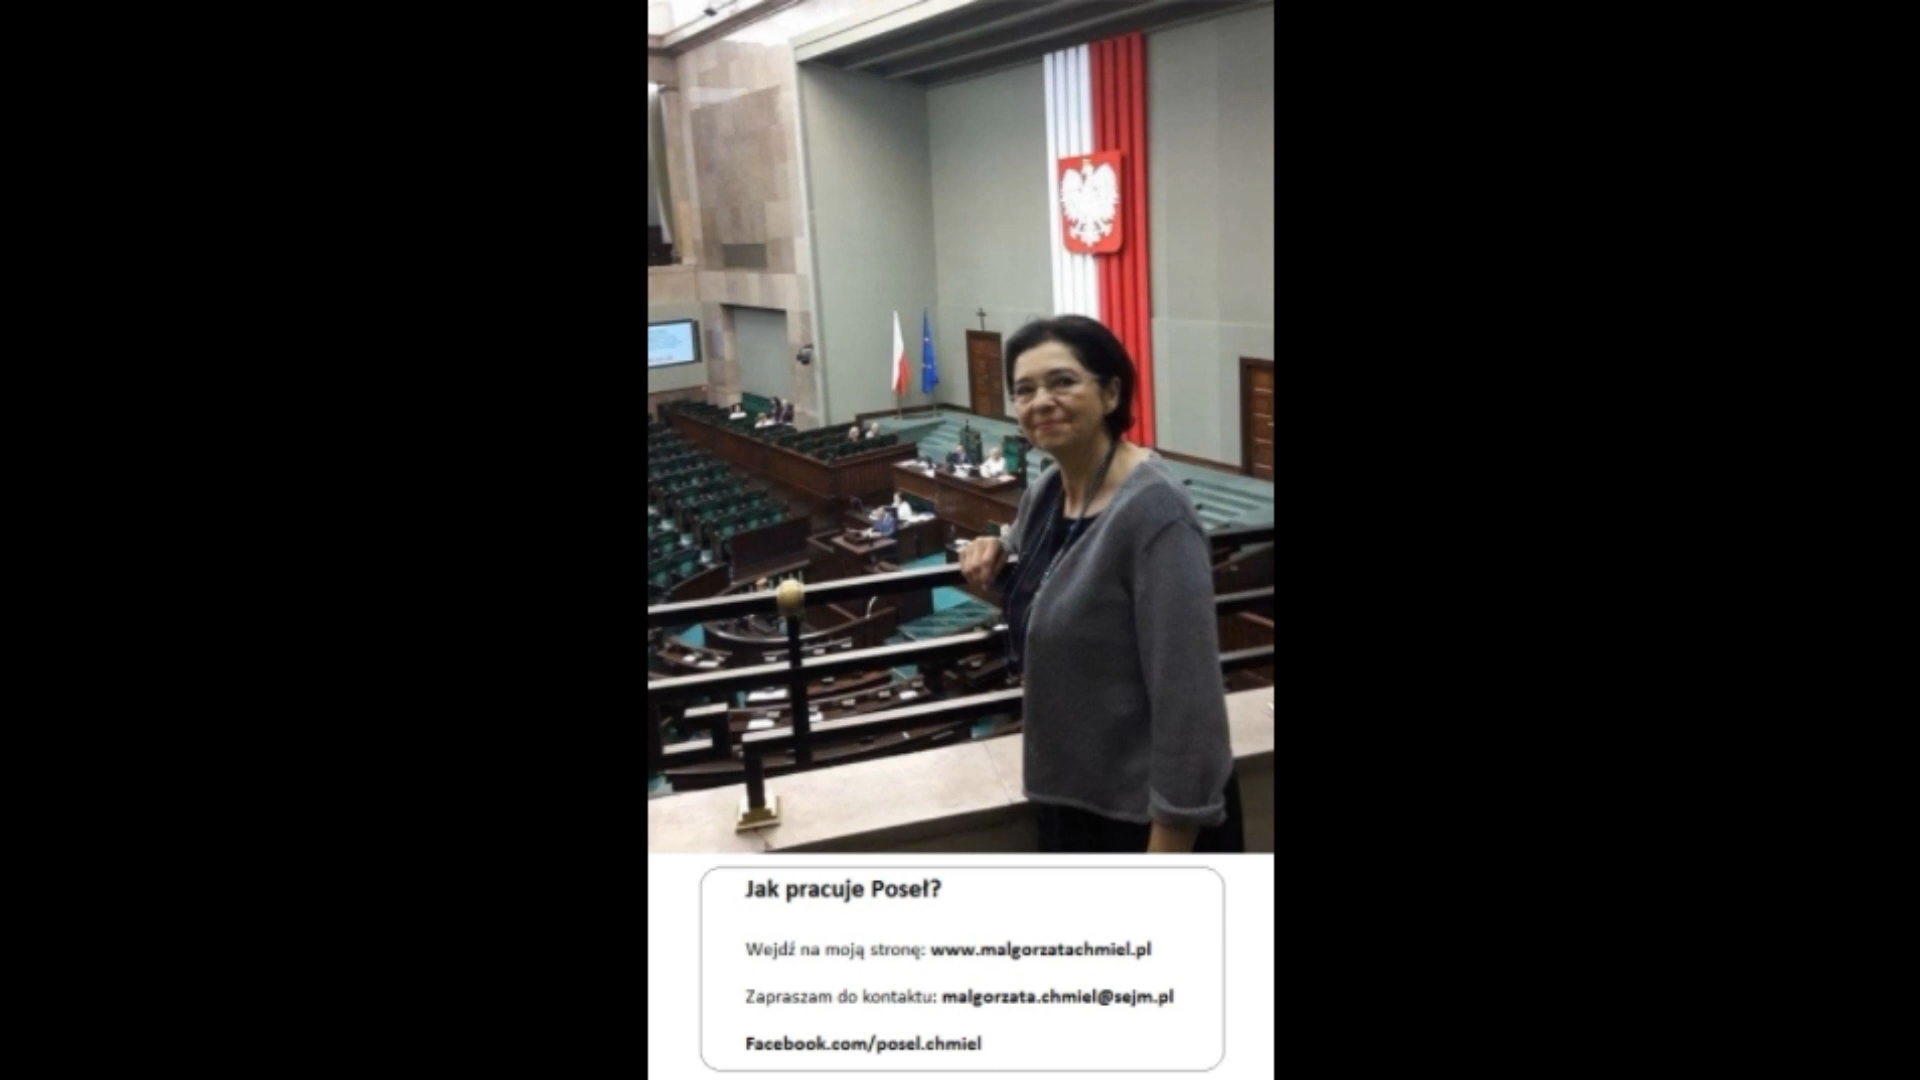 Jak pracuje Poseł?
Wejdź na moją stronę: www.malgorzatachmiel.pl
Zapraszam do kontaktu: malgorzata.chmiel@sejm.pl
Facebook.com/posel.chmiel